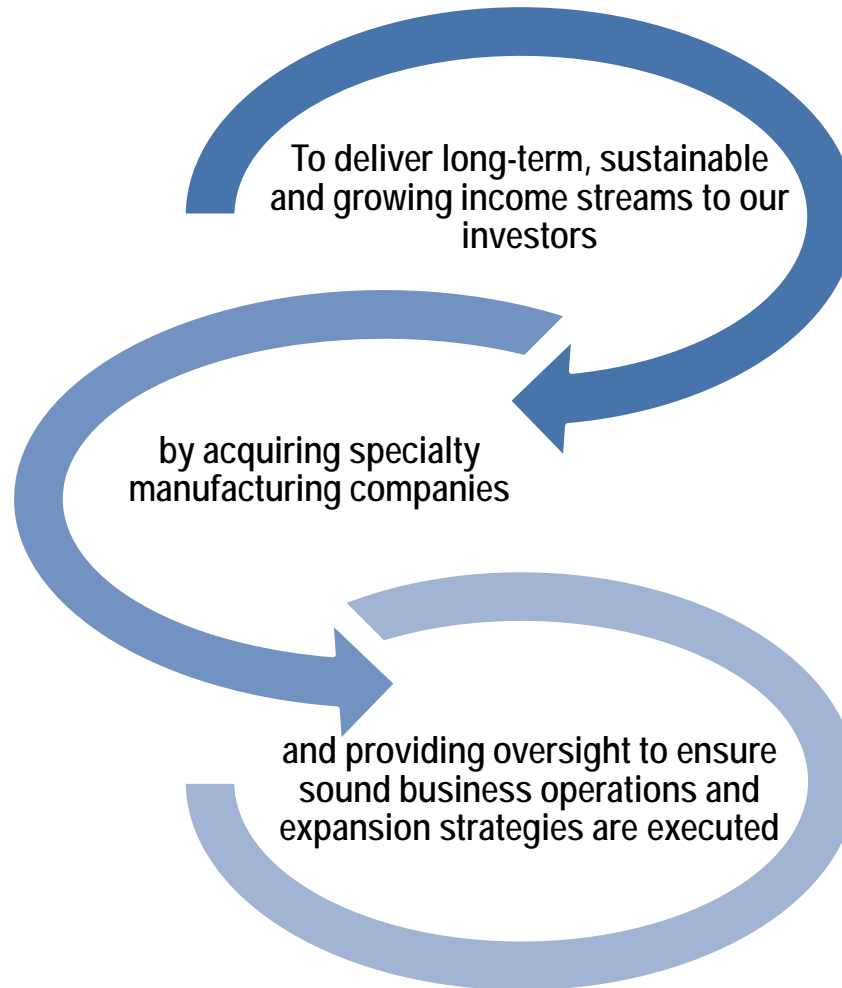 To deliver long-term, sustainable
and growing income streams to our
investors
by acquiring specialty
manufacturing companies
and providing oversight to ensure
sound business operations and
expansion strategies are executed